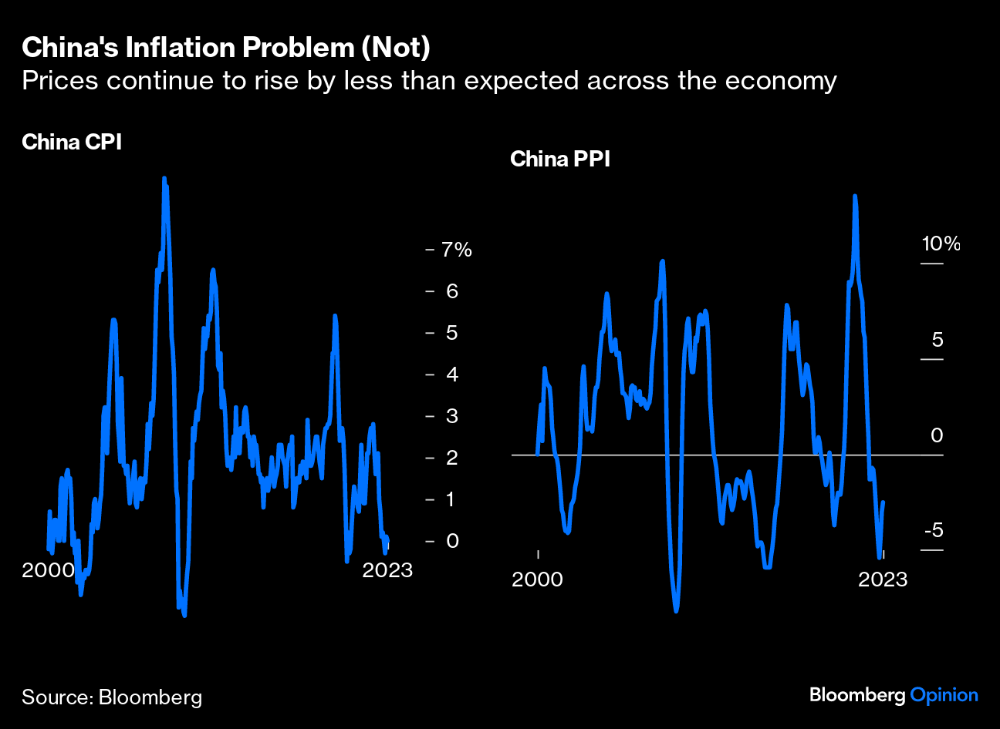 China's Inflation Problem (Not)
Prices continue to rise by less than expected across the economy
China CPI
7%
6
5
4
3
2
1
0
2000
2023
China PPI
10%
5
0
-5
2000
2023
Source: Bloomberg
Bloomberg Opinion